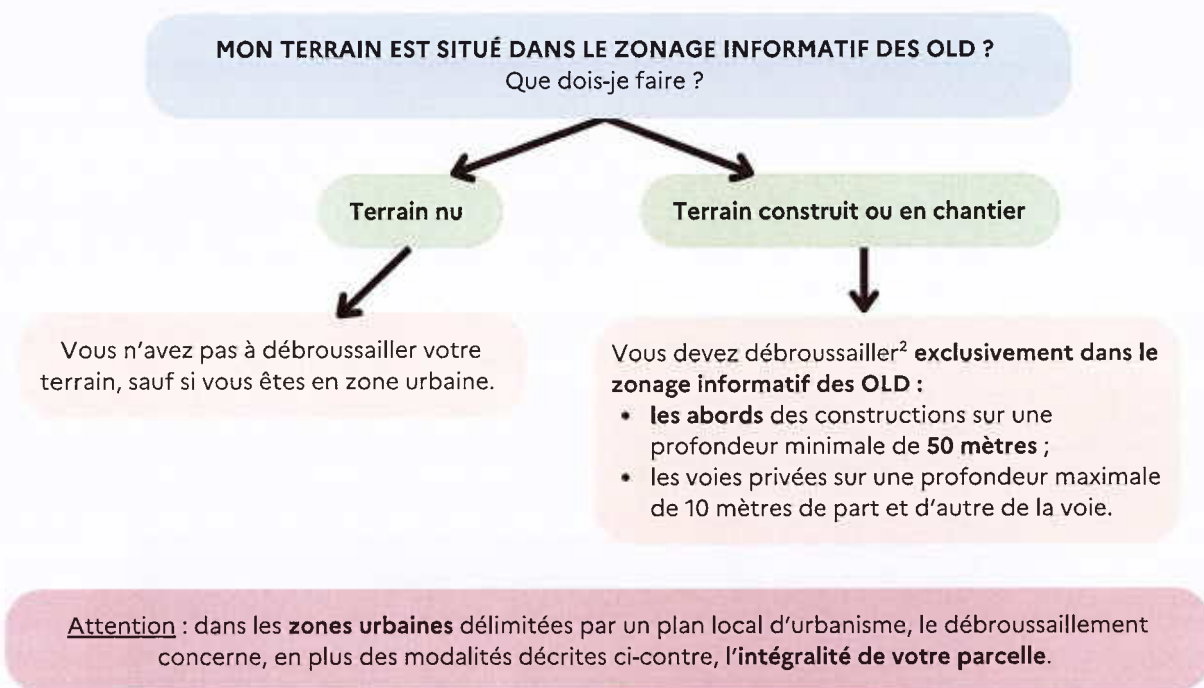 MON TERRAIN EST SITUÉ DANS LE ZONAGE INFORMATIF DES OLD ?
Que dois-je faire ?
Terrain nu
Terrain construit ou en chantier
Vous n'avez pas à débroussailler votre
terrain, sauf si vous êtes en zone urbaine.
Vous devez débroussailler² exclusivement dans le
zonage informatif des OLD :
• les abords des constructions sur une
profondeur minimale de 50 mètres ;
• les voies privées sur une profondeur maximale
de 10 mètres de part et d'autre de la voie.
Attention : dans les zones urbaines délimitées par un plan local d'urbanisme, le débroussaillement
concerne, en plus des modalités décrites ci-contre, l'intégralité de votre parcelle.